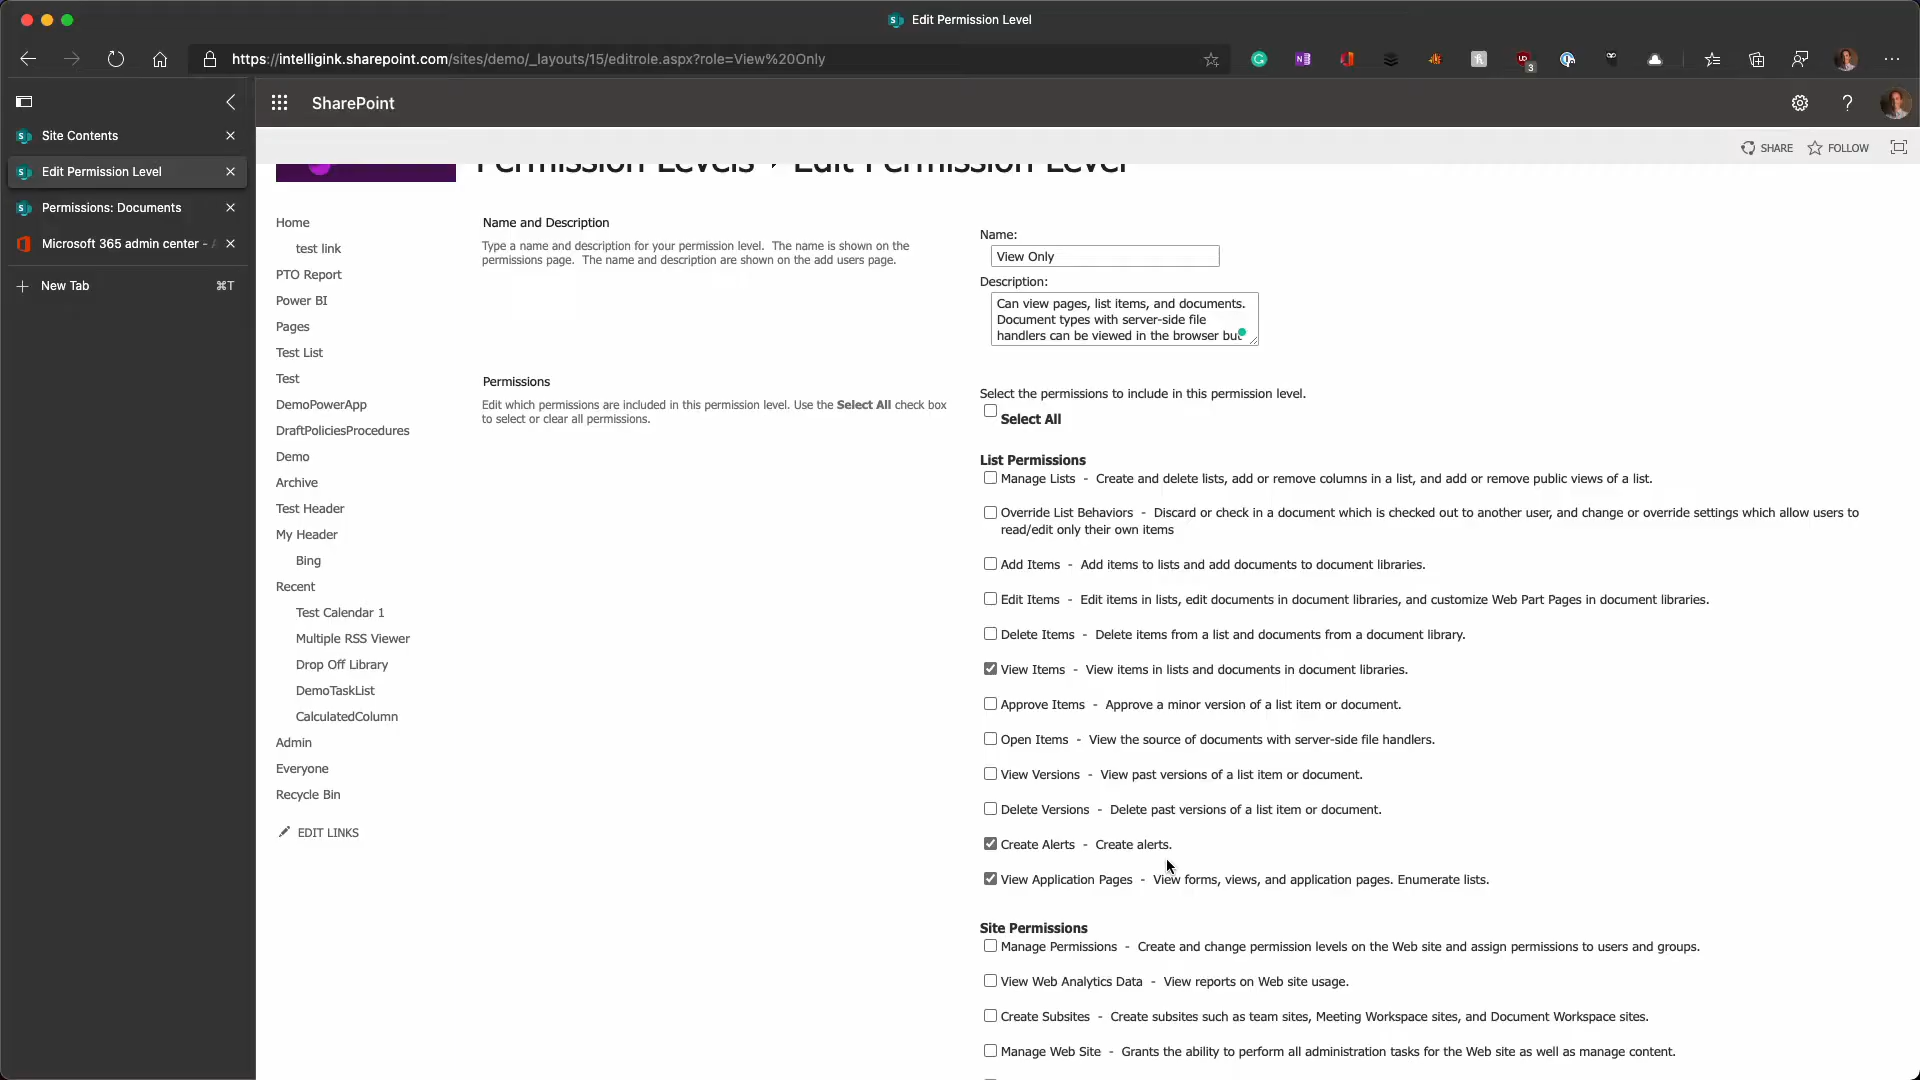 Edit Permission Level
https://intelligink.sharepoint.com/sites/demo/_layouts/15/editrole.aspx?role=View%20Only
3
SharePoint
?
Site Contents
Edit Permission Level
Permissions: Documents
Microsoft 365 admin center -
New Tab
⌘T
SHARE
FOLLOW
Permission Levels › Edit Permission Level
Home
test link
PTO Report
Power BI
Pages
Test List
Test
DemoPowerApp
DraftPoliciesProcedures
Demo
Archive
Test Header
My Header
Bing
Recent
Test Calendar 1
Multiple RSS Viewer
Drop Off Library
DemoTaskList
CalculatedColumn
Admin
Everyone
Recycle Bin
EDIT LINKS
Name and Description
Type a name and description for your permission level. The name is shown on the
permissions page. The name and description are shown on the add users page.
Name:
View Only
Description:
Can view pages, list items, and documents.
Document types with server-side file
handlers can be viewed in the browser but
Permissions
Edit which permissions are included in this permission level. Use the Select All check box
to select or clear all permissions.
Select the permissions to include in this permission level.
Select All
List Permissions
Manage Lists - Create and delete lists, add or remove columns in a list, and add or remove public views of a list.
Override List Behaviors - Discard or check in a document which is checked out to another user, and change or override settings which allow users to
read/edit only their own items
Add Items - Add items to lists and add documents to document libraries.
Edit Items - Edit items in lists, edit documents in document libraries, and customize Web Part Pages in document libraries.
Delete Items - Delete items from a list and documents from a document library.
View Items - View items in lists and documents in document libraries.
Approve Items - Approve a minor version of a list item or document.
Open Items - View the source of documents with server-side file handlers.
View Versions - View past versions of a list item or document.
Delete Versions - Delete past versions of a list item or document.
Create Alerts - Create alerts.
View Application Pages - View forms, views, and application pages. Enumerate lists.
Site Permissions
Manage Permissions - Create and change permission levels on the Web site and assign permissions to users and groups.
View Web Analytics Data - View reports on Web site usage.
Create Subsites - Create subsites such as team sites, Meeting Workspace sites, and Document Workspace sites.
Manage Web Site - Grants the ability to perform all administration tasks for the Web site as well as manage content.